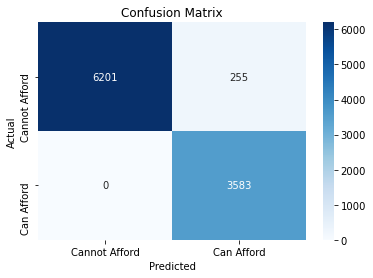 Confusion Matrix
Actual
Cannot Afford
Can Afford
6201
255
0
3583
Cannot Afford
Can Afford
Predicted
6000
5000
4000
3000
2000
1000
0